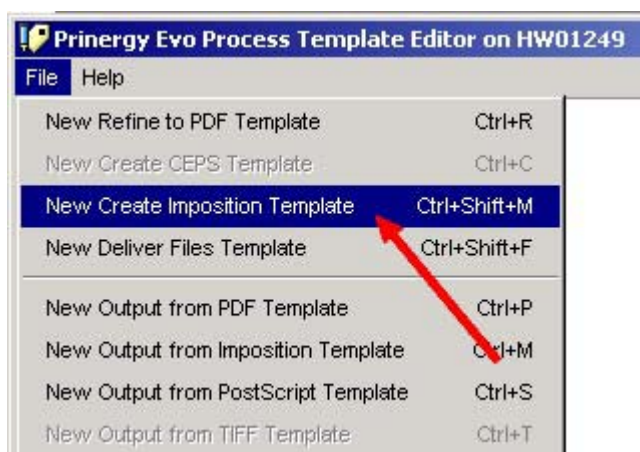 Prinergy Evo Process Template Editor on HW01249
File Help
New Refine to PDF Template Ctrl+R
New Create CEPS Template Ctrl+C
New Create Imposition Template Ctrl+Shift+M
New Deliver Files Template Ctrl+Shift+F
New Output from PDF Template Ctrl+P
New Output from Imposition Template Ctrl+M
New Output from PostScript Template Ctrl+S
New Output from TIFF Template Ctrl+T